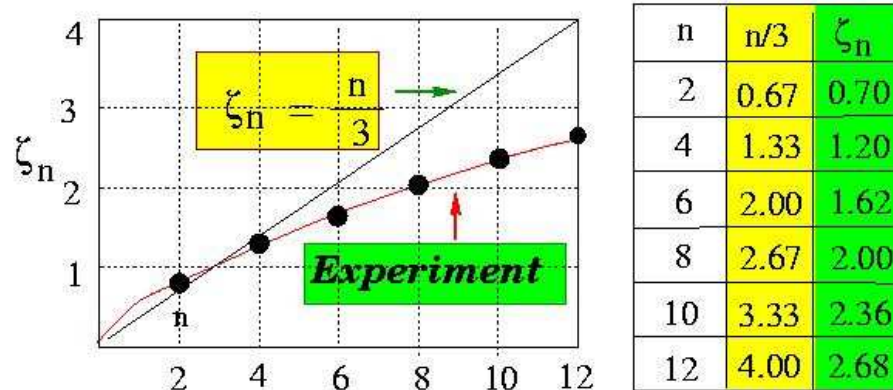 4
3
2
1
ζn
ζn = n/3
Experiment
n
2 4 6 8 10 12
n n/3 ζn
2 0.67 0.70
4 1.33 1.20
6 2.00 1.62
8 2.67 2.00
10 3.33 2.36
12 4.00 2.68